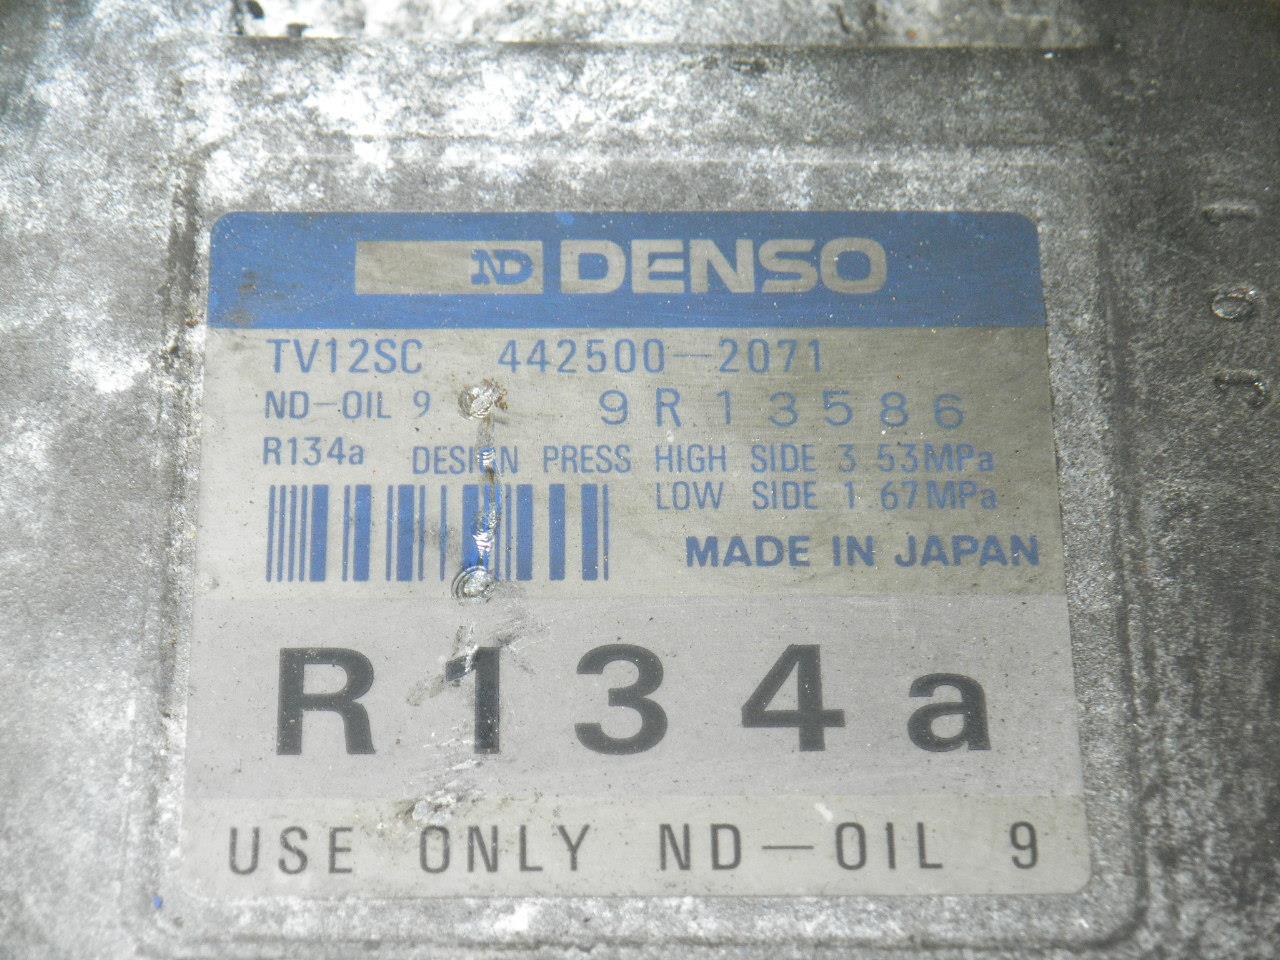 ND DENSO
TV12SC 442500-2071
ND-OIL 9 9R13586
R134a DESIGN PRESS HIGH SIDE 3.53MPa
LOW SIDE 1.67MPa
MADE IN JAPAN
R134a
USE ONLY ND-OIL 9